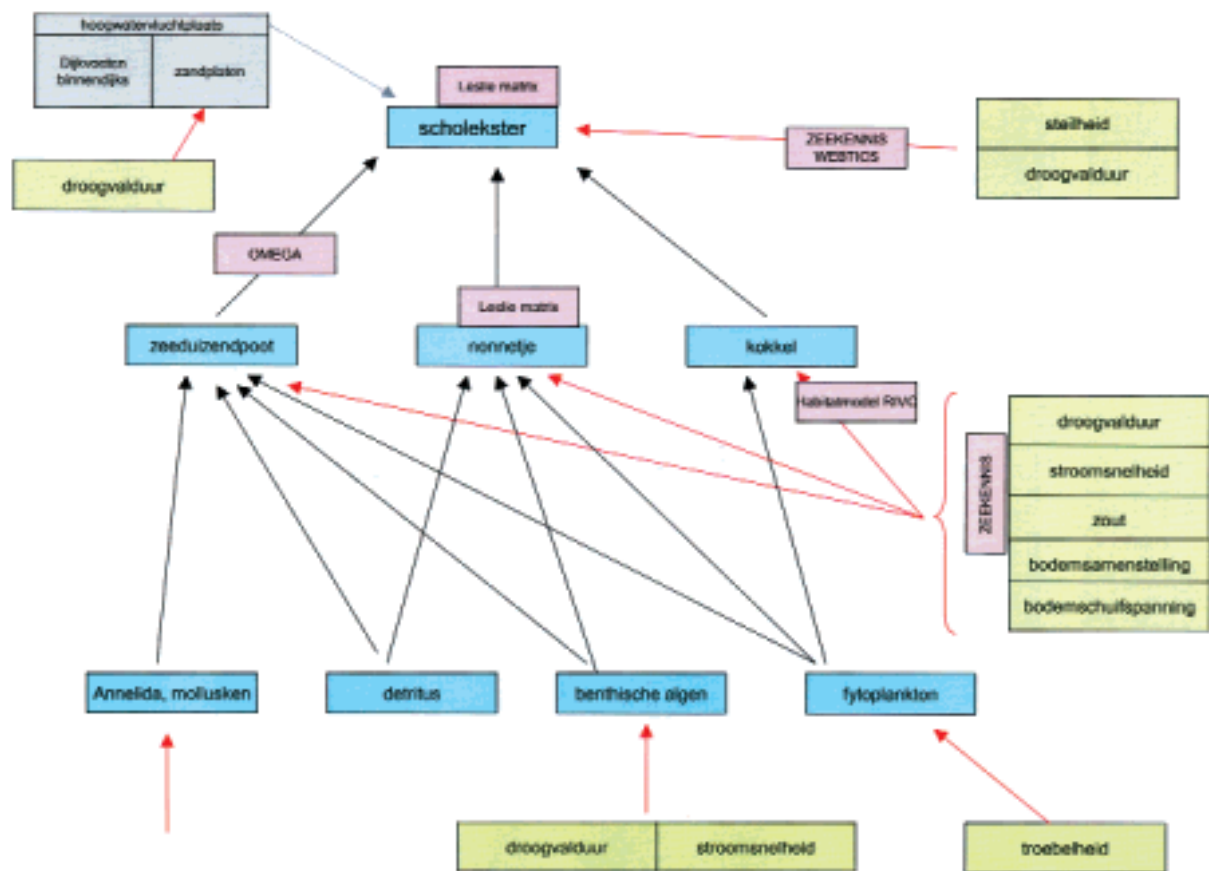 hoogwatervluchtplaats
Dijkvoeten
binnendijks
zandplaten
Leslie matrix
scholekster
ZEEKENNIS
WEBTICS
steilheid
droogvalduur
droogvalduur
OMEGA
Leslie matrix
zeeduizendpoot
nonnetje
kokkel
Habitatmodel RIVO
ZEEKENNIS
droogvalduur
stroomsnelheid
zout
bodemsamenstelling
bodemschuifspanning
Annelida, mollusken
detritus
benthische algen
fytoplankton
droogvalduur
stroomsnelheid
troebelheid